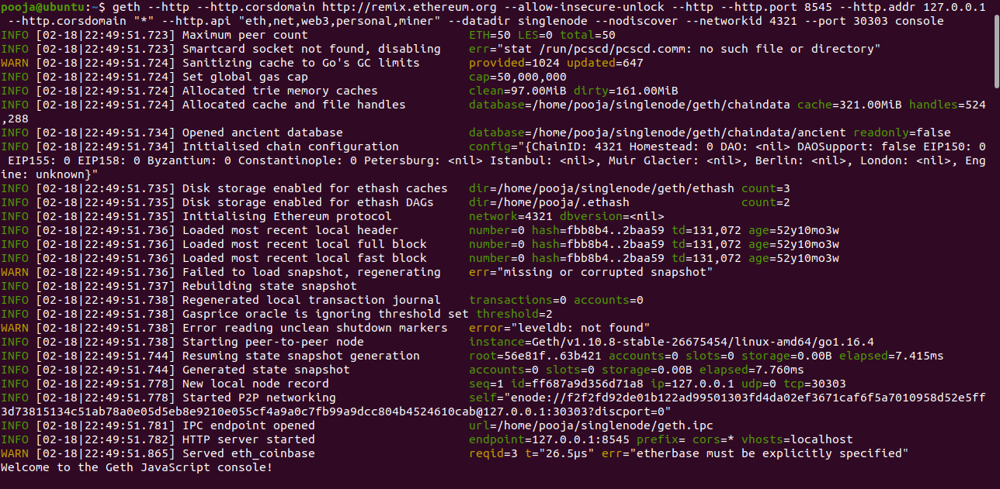 pooja@ubuntu:~$ geth --http --http.corsdomain http://remix.ethereum.org --allow-insecure-unlock --http --http.port 8545 --http.addr 127.0.0.1
 --http.corsdomain "*" --http.api "eth,net,web3,personal,miner" --datadir singlenode --nodiscover --networkid 4321 --port 30303 console
INFO [02-18|22:49:51.723] Maximum peer count                       ETH=50 LES=0 total=50
INFO [02-18|22:49:51.723] Smartcard socket not found, disabling    err="stat /run/pcscd/pcscd.comm: no such file or directory"
WARN [02-18|22:49:51.724] Sanitizing cache to Go's GC limits       provided=1024 updated=647
INFO [02-18|22:49:51.724] Set global gas cap                       cap=50,000,000
INFO [02-18|22:49:51.724] Allocated trie memory caches             clean=97.00MiB dirty=161.00MiB
INFO [02-18|22:49:51.724] Allocated cache and file handles         database=/home/pooja/singlenode/geth/chaindata cache=321.00MiB handles=524
,288
INFO [02-18|22:49:51.734] Opened ancient database                  database=/home/pooja/singlenode/geth/chaindata/ancient readonly=false
INFO [02-18|22:49:51.734] Initialised chain configuration          config="{ChainID: 4321 Homestead: 0 DAO: <nil> DAOSupport: false EIP150: 0
 EIP155: 0 EIP158: 0 Byzantium: 0 Constantinople: 0 Petersburg: <nil> Istanbul: <nil>, Muir Glacier: <nil>, Berlin: <nil>, London: <nil>, Eng
ine: unknown}"
INFO [02-18|22:49:51.735] Disk storage enabled for ethash caches   dir=/home/pooja/singlenode/geth/ethash count=3
INFO [02-18|22:49:51.735] Disk storage enabled for ethash DAGs     dir=/home/pooja/.ethash                count=2
INFO [02-18|22:49:51.735] Initialising Ethereum protocol           network=4321 dbversion=<nil>
INFO [02-18|22:49:51.736] Loaded most recent local header          number=0 hash=fbb8b4..2baa59 td=131,072 age=52y10mo3w
INFO [02-18|22:49:51.736] Loaded most recent local full block      number=0 hash=fbb8b4..2baa59 td=131,072 age=52y10mo3w
INFO [02-18|22:49:51.736] Loaded most recent local fast block      number=0 hash=fbb8b4..2baa59 td=131,072 age=52y10mo3w
WARN [02-18|22:49:51.736] Failed to load snapshot, regenerating    err="missing or corrupted snapshot"
INFO [02-18|22:49:51.737] Rebuilding state snapshot
INFO [02-18|22:49:51.738] Regenerated local transaction journal    transactions=0 accounts=0
INFO [02-18|22:49:51.738] Gasprice oracle is ignoring threshold set threshold=2
WARN [02-18|22:49:51.738] Error reading unclean shutdown markers   error="leveldb: not found"
INFO [02-18|22:49:51.738] Starting peer-to-peer node               instance=Geth/v1.10.8-stable-26675454/linux-amd64/go1.16.4
INFO [02-18|22:49:51.744] Resuming state snapshot generation       root=56e81f..63b421 accounts=0 slots=0 storage=0.00B elapsed=7.415ms
INFO [02-18|22:49:51.744] Generated state snapshot                 accounts=0 slots=0 storage=0.00B elapsed=7.760ms
INFO [02-18|22:49:51.778] New local node record                    seq=1 id=ff687a9d356d71a8 ip=127.0.0.1 udp=0 tcp=30303
INFO [02-18|22:49:51.778] Started P2P networking                   self="enode://f2f2fd92de01b122ad99501303fd4da02ef3671caf6f5a7010958d52e5ff
3d73815134c51ab78a0e05d5eb8e9210e055cf4a9a0c7fb99a9dcc804b4524610cab@127.0.0.1:30303?discport=0"
INFO [02-18|22:49:51.781] IPC endpoint opened                      url=/home/pooja/singlenode/geth.ipc
INFO [02-18|22:49:51.782] HTTP server started                      endpoint=127.0.0.1:8545 prefix= cors=* vhosts=localhost
WARN [02-18|22:49:51.865] Served eth_coinbase                      reqid=3 t="26.5µs" err="etherbase must be explicitly specified"
Welcome to the Geth JavaScript console!